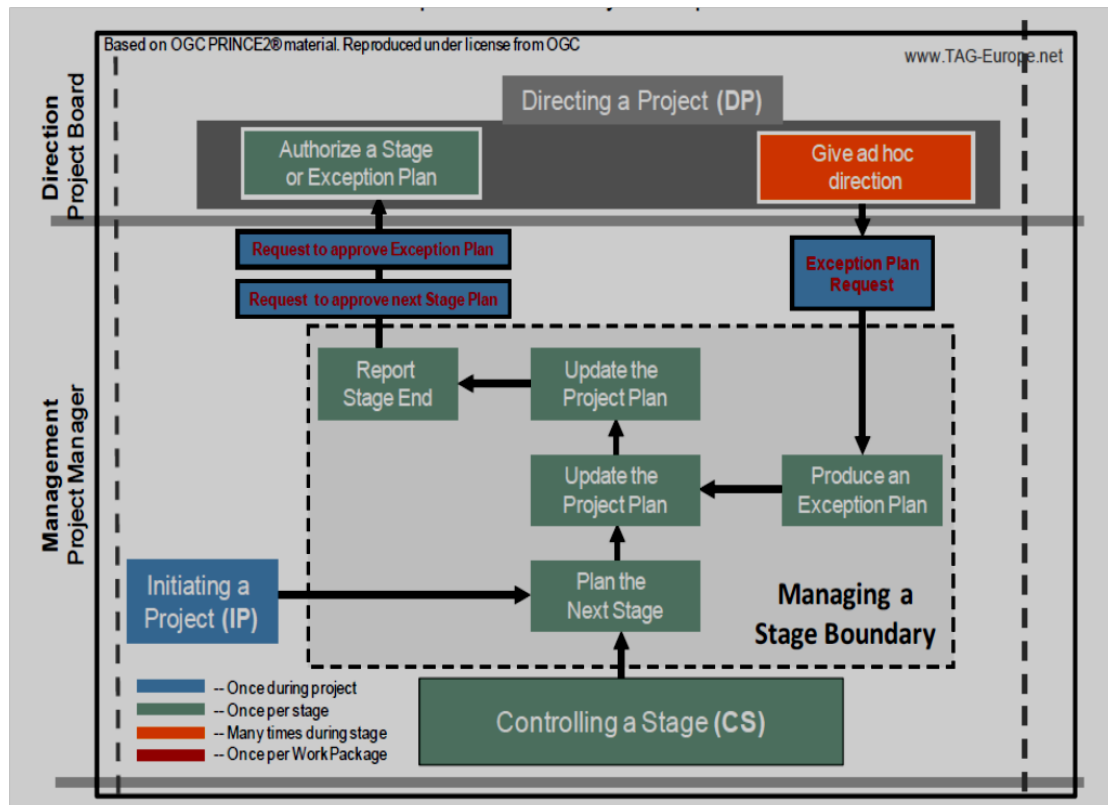 Based on OGC PRINCE2® material. Reproduced under license from OGC
www.TAG-Europe.net
Direction
Project Board
Directing a Project (DP)
Authorize a Stage
or Exception Plan
Give ad hoc
direction
Request to approve Exception Plan
Request to approve next Stage Plan
Exception Plan
Request
Management
Project Manager
Report
Stage End
Update the
Project Plan
Update the
Project Plan
Produce an
Exception Plan
Initiating a
Project (IP)
Plan the
Next Stage
Managing a
Stage Boundary
Controlling a Stage (CS)
-- Once during project
-- Once per stage
-- Many times during stage
-- Once per Work Package